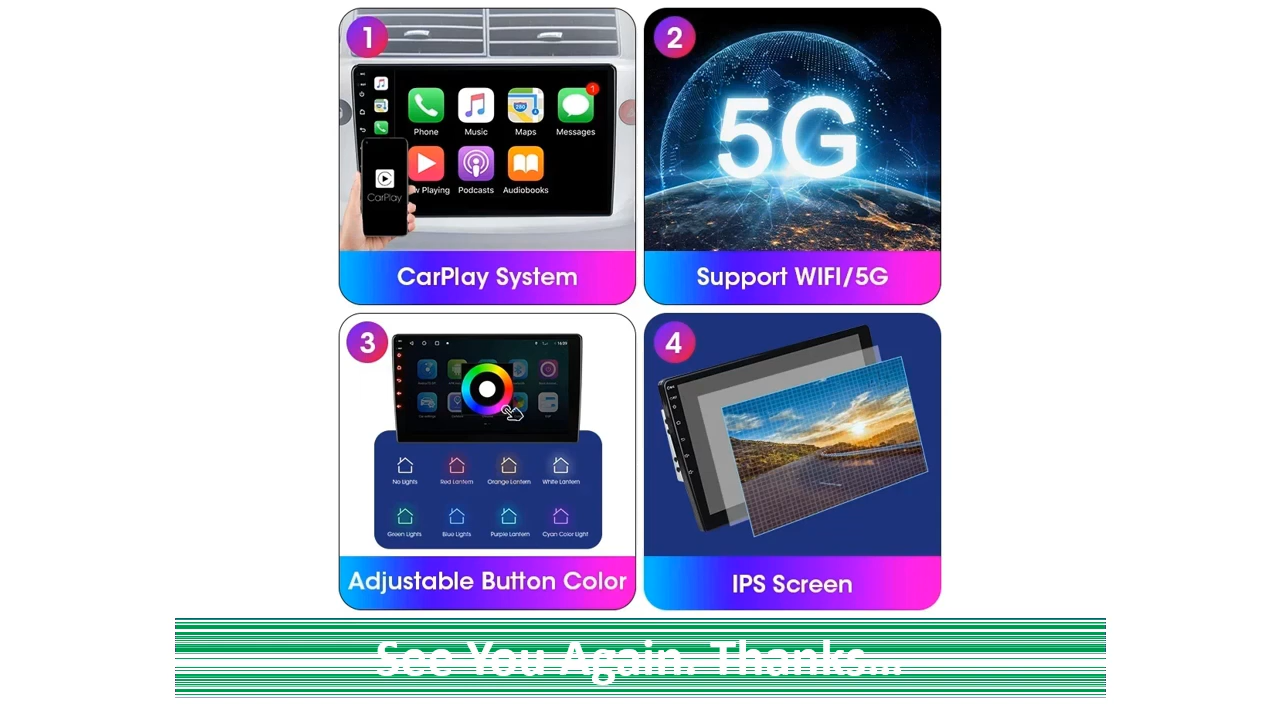 1
Phone
Music
Maps
Messages
1
280
w Playing
Podcasts
Audiobooks
CarPlay
CarPlay System
2
5G
Support WIFI/5G
3
No Lights
Red Lantern
Orange Lantern
White Lantern
Green Lights
Blue Lights
Purple Lantern
Cyan Color Light
Adjustable Button Color
4
IPS Screen
See You Again. Thanks...